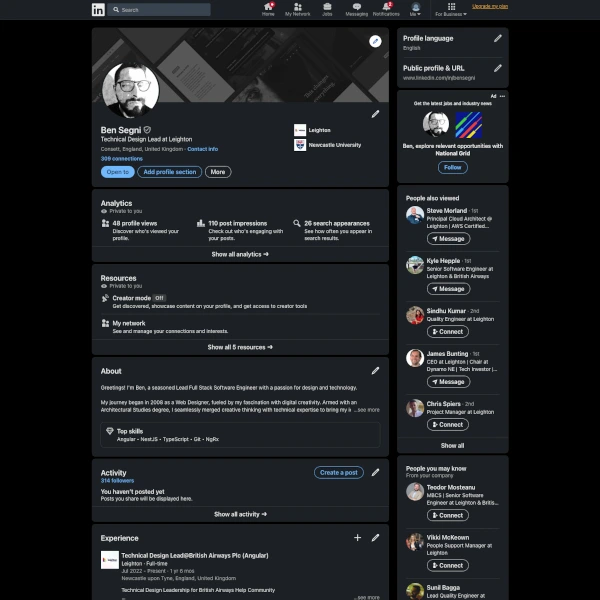 in
Search
Home
My Network
Jobs
Messaging
Notifications
Me
For Business
Upgrade my plan
Ben Segni
Technical Design Lead at Leighton
Consett, England, United Kingdom · Contact info
309 connections
Open to
Add profile section
More
Leighton
Newcastle University
Analytics
Private to you
48 profile views
Discover who's viewed your
profile.
110 post impressions
Check out who's engaging with
your posts.
26 search appearances
See how often you appear in
search results.
Show all analytics →
Resources
Private to you
Creator mode Off
Get discovered, showcase content on your profile, and get access to creator tools
My network
See and manage your connections and interests.
Show all 5 resources →
About
Greetings! I'm Ben, a seasoned Lead Full Stack Software Engineer with a passion for design and technology.
My journey began in 2008 as a Web Designer, fueled by my fascination with digital creativity. Armed with an
Architectural Studies degree, I seamlessly merged creative thinking with technical expertise to bring my i …see more
Top skills
Angular • NestJS • TypeScript • Git • NgRx
Activity
314 followers
Create a post
You haven't posted yet
Posts you share will be displayed here.
Show all activity →
Experience
Technical Design Lead@British Airways Plc (Angular)
Leighton · Full-time
Jul 2022 - Present · 1 yr 6 mos
Newcastle upon Tyne, England, United Kingdom
Technical Design Leadership for British Airways Help Community
…see more
Profile language
English
Public profile & URL
www.linkedin.com/in/bensegni
Ad
Get the latest jobs and industry news
Ben, explore relevant opportunities with
National Grid
Follow
People also viewed
Steve Morland · 1st
Principal Cloud Architect @
Leighton | AWS Certified...
Message
Kyle Hepple · 1st
Senior Software Engineer at
Leighton & British Airways
Message
Sindhu Kumar · 2nd
Quality Engineer at Leighton
Connect
James Bunting · 1st
CEO at Leighton | Chair at
Dynamo NE | Tech Investor |...
Message
Chris Spiers · 2nd
Project Manager at Leighton
Connect
Show all
People you may know
From your company
Teodor Mosteanu
MBCS | Senior Software
Engineer at Leighton & Britis...
Connect
Vikki McKeown
People Support Manager at
Leighton
Connect
Sunil Bagga
Lead Quality Engineer at